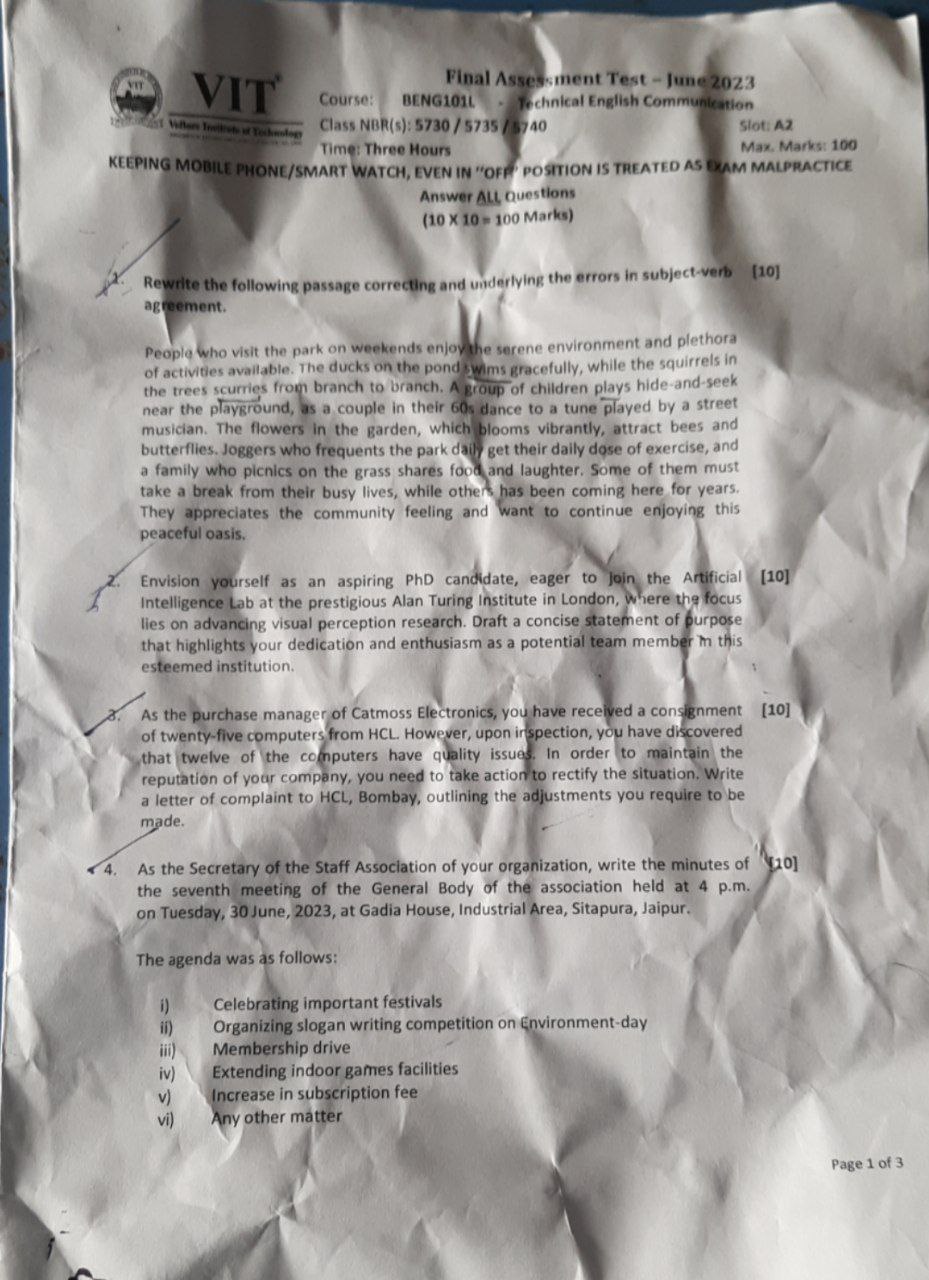 VIT
Vellore Institute of Technology
Final Assessment Test – June 2023
Course: BENG101L - Technical English Communication
Class NBR(s): 5730 / 5735 / 5740 Slot: A2
Time: Three Hours Max. Marks: 100
KEEPING MOBILE PHONE/SMART WATCH, EVEN IN "OFF" POSITION IS TREATED AS EXAM MALPRACTICE
Answer ALL Questions
(10 X 10 = 100 Marks)
1. Rewrite the following passage correcting and underlying the errors in subject-verb [10]
agreement.
People who visit the park on weekends enjoy the serene environment and plethora
of activities available. The ducks on the pond swims gracefully, while the squirrels in
the trees scurries from branch to branch. A group of children plays hide-and-seek
near the playground, as a couple in their 60s dance to a tune played by a street
musician. The flowers in the garden, which blooms vibrantly, attract bees and
butterflies. Joggers who frequents the park daily get their daily dose of exercise, and
a family who picnics on the grass shares food and laughter. Some of them must
take a break from their busy lives, while others has been coming here for years.
They appreciates the community feeling and want to continue enjoying this
peaceful oasis.
2. Envision yourself as an aspiring PhD candidate, eager to join the Artificial [10]
Intelligence Lab at the prestigious Alan Turing Institute in London, where the focus
lies on advancing visual perception research. Draft a concise statement of purpose
that highlights your dedication and enthusiasm as a potential team member in this
esteemed institution.
3. As the purchase manager of Catmoss Electronics, you have received a consignment [10]
of twenty-five computers from HCL. However, upon inspection, you have discovered
that twelve of the computers have quality issues. In order to maintain the
reputation of your company, you need to take action to rectify the situation. Write
a letter of complaint to HCL, Bombay, outlining the adjustments you require to be
made.
4. As the Secretary of the Staff Association of your organization, write the minutes of [10]
the seventh meeting of the General Body of the association held at 4 p.m.
on Tuesday, 30 June, 2023, at Gadia House, Industrial Area, Sitapura, Jaipur.
The agenda was as follows:
i) Celebrating important festivals
ii) Organizing slogan writing competition on Environment-day
iii) Membership drive
iv) Extending indoor games facilities
v) Increase in subscription fee
vi) Any other matter
Page 1 of 3